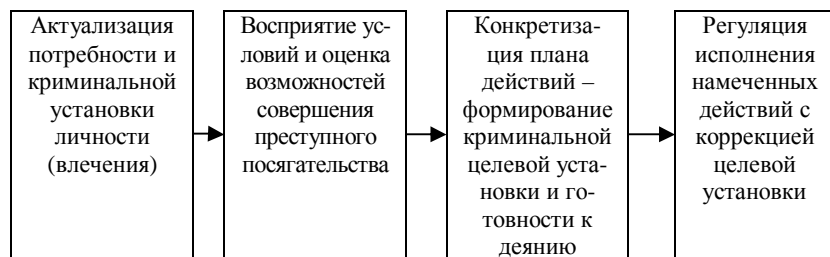 Актуализация
потребности и
криминальной
установки
личности
(влечения)
Восприятие ус-
ловий и оценка
возможностей
совершения
преступного
посягательства
Конкретиза-
ция плана
действий –
формирование
криминальной
целевой уста-
новки и го-
товности к
деянию
Регуляция
исполнения
намеченных
действий с
коррекцией
целевой
установки